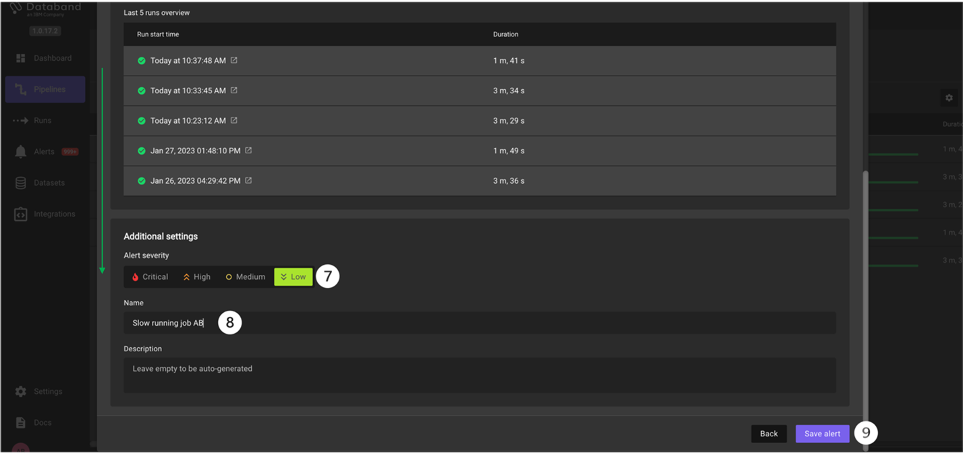 Databand
An IBM Company
1.0.17.2
Dashboard
Pipelines
Runs
Alerts 999+
Datasets
Integrations
Settings
Docs
Last 5 runs overview
Run start time Duration
Today at 10:37:48 AM 1 m, 41 s
Today at 10:33:45 AM 3 m, 34 s
Today at 10:23:12 AM 3 m, 29 s
Jan 27, 2023 01:48:10 PM 1 m, 49 s
Jan 26, 2023 04:29:42 PM 3 m, 36 s
Additional settings
Alert severity
Critical High Medium Low 7
Name
Slow running job AB 8
Description
Leave empty to be auto-generated
Back Save alert 9
Durati
1 m, 4
3 m, 3
3 m, 2
1 m, 4
3 m, 3